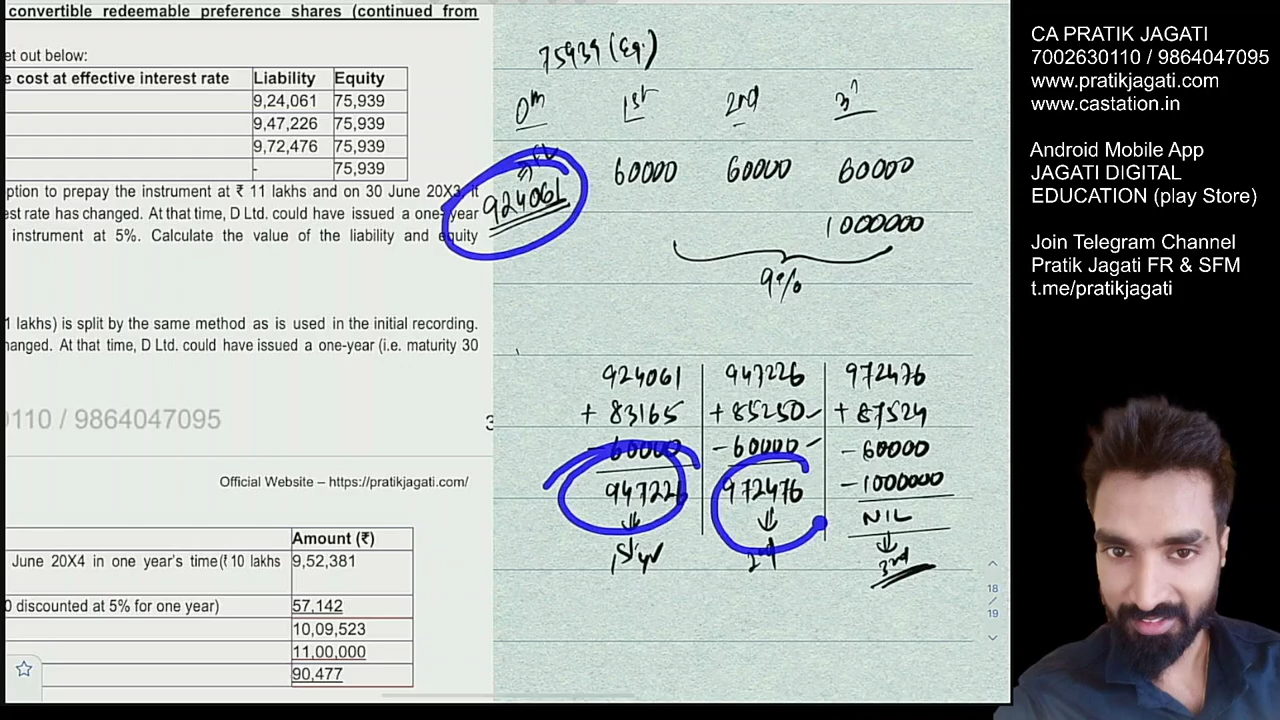 convertible redeemable preference shares (continued from
et out below:
e cost at effective interest rate Liability Equity
9,24,061 75,939
9,47,226 75,939
9,72,476 75,939
- 75,939
ption to prepay the instrument at ₹ 11 lakhs and on 30 June 20X3, it
est rate has changed. At that time, D Ltd. could have issued a one-year
instrument at 5%. Calculate the value of the liability and equity
1 lakhs) is split by the same method as is used in the initial recording.
hanged. At that time, D Ltd. could have issued a one-year (i.e. maturity 30
0110 / 9864047095
3
Official Website – https://pratikjagati.com/
Amount (₹)
June 20X4 in one year's time(₹ 10 lakhs 9,52,381
0 discounted at 5% for one year) 57,142
10,09,523
11,00,000
90,477
75939 (Eq.)
0th 1st 2nd 3rd
924061 60000 60000 60000
1000000
9%
924061 947226 972476
+ 83165 + 85250 + 87524
- 60000 - 60000 - 60000
947226 972476 - 1000000
NIL
1st yr 2nd 3rd
18
/
19
CA PRATIK JAGATI
7002630110 / 9864047095
www.pratikjagati.com
www.castation.in
Android Mobile App
JAGATI DIGITAL
EDUCATION (play Store)
Join Telegram Channel
Pratik Jagati FR & SFM
t.me/pratikjagati